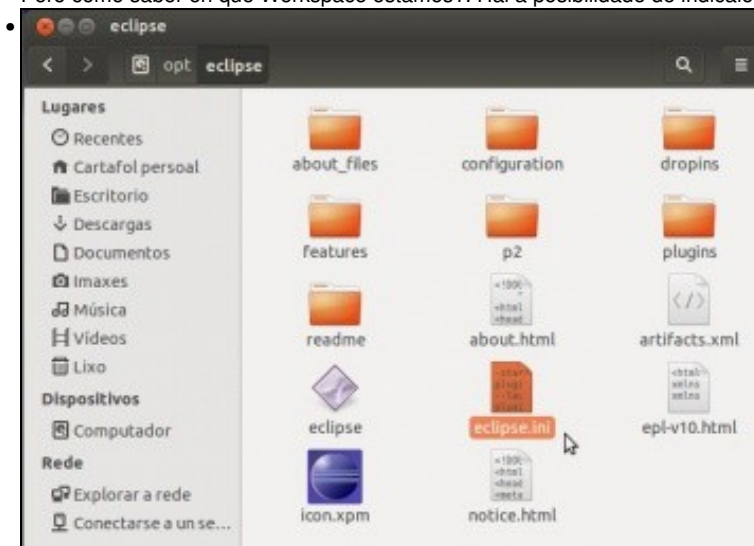 eclipse
opt eclipse
Lugares
Recentes
Cartafol persoal
Escritorio
Descargas
Documentos
Imaxes
Música
Vídeos
Lixo
Dispositivos
Computador
Rede
Explorar a rede
Conectarse a un se...
about_files configuration dropins
features p2 plugins
readme about.html artifacts.xml
eclipse eclipse.ini epl-v10.html
icon.xpm notice.html